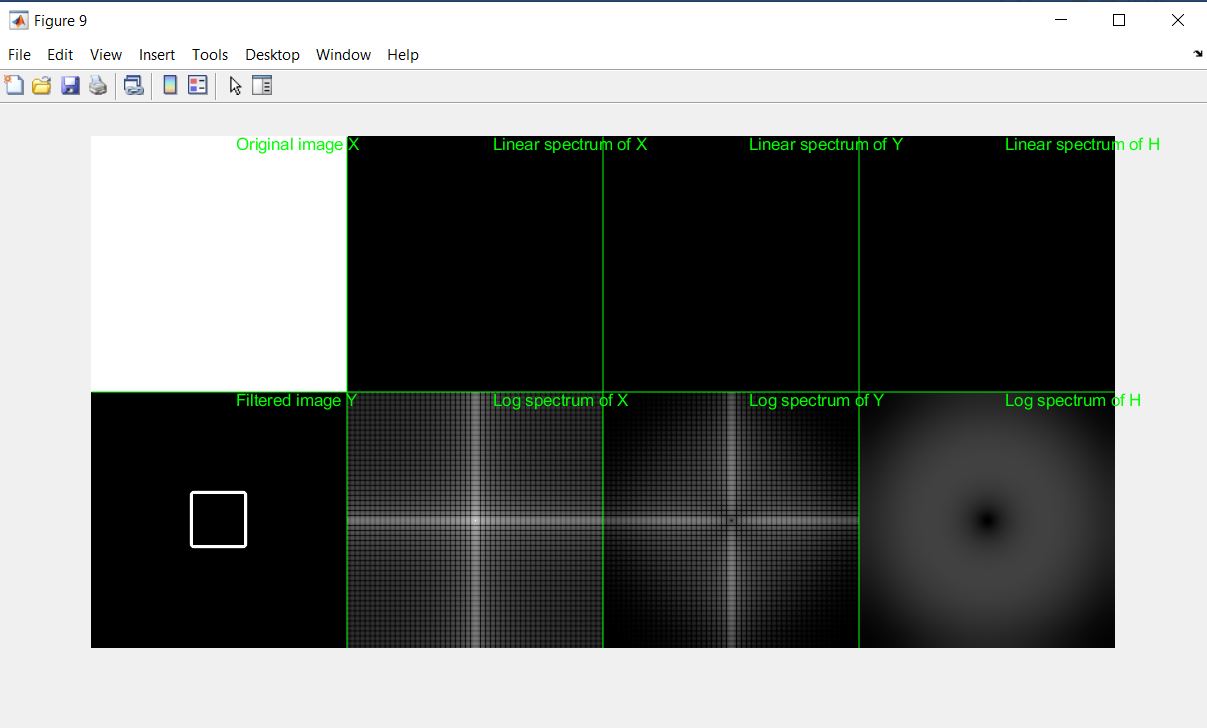 Figure 9
File Edit View Insert Tools Desktop Window Help
Original image X Linear spectrum of X Linear spectrum of Y Linear spectrum of H
Filtered image Y Log spectrum of X Log spectrum of Y Log spectrum of H